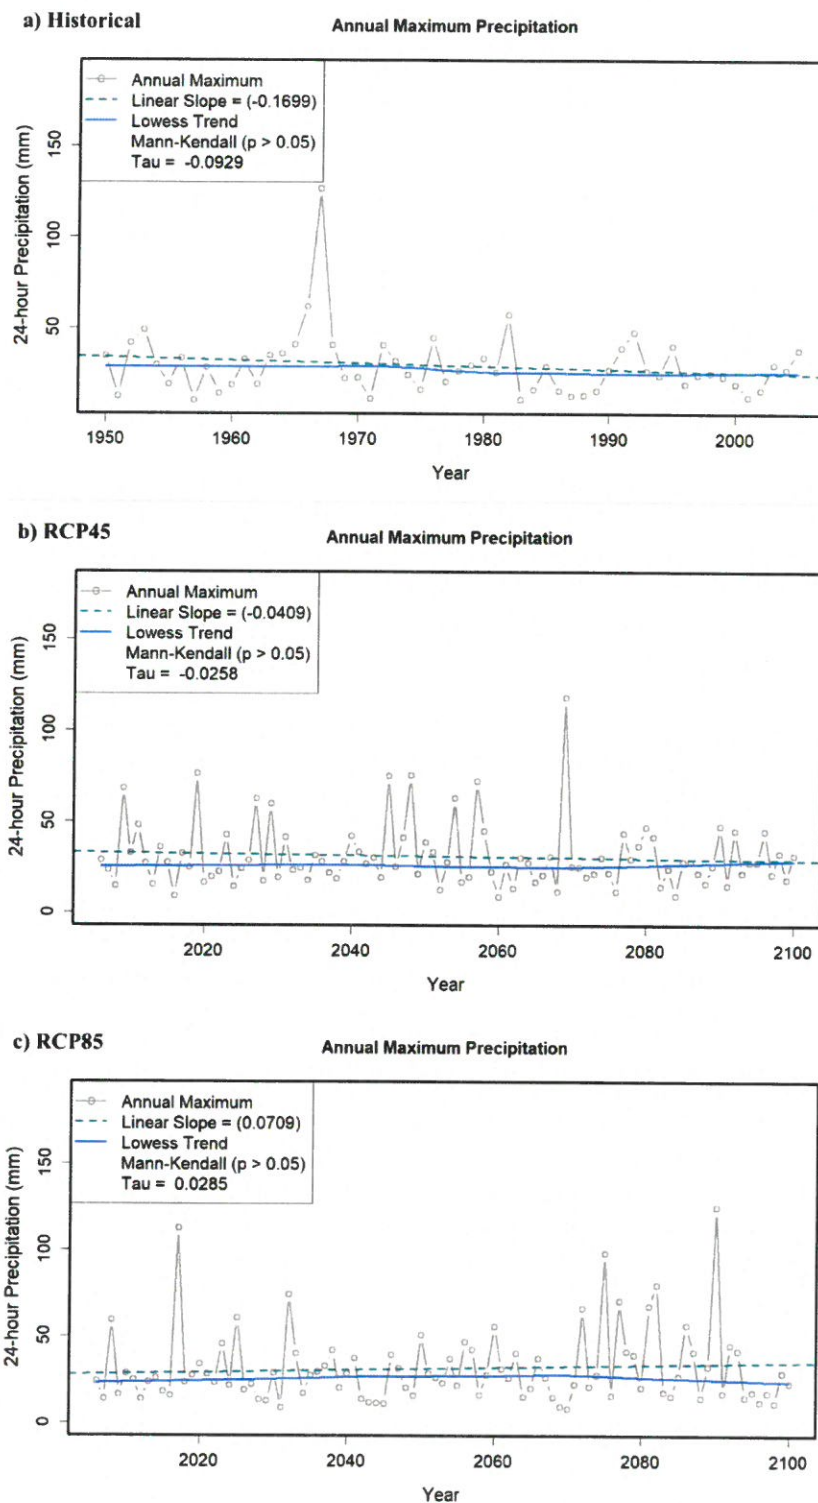 a) Historical
Annual Maximum Precipitation
Annual Maximum
Linear Slope = (-0.1699)
Lowess Trend
Mann-Kendall (p > 0.05)
Tau = -0.0929
24-hour Precipitation (mm)
150
100
50
1950 1960 1970 1980 1990 2000
Year
b) RCP45
Annual Maximum Precipitation
Annual Maximum
Linear Slope = (-0.0409)
Lowess Trend
Mann-Kendall (p > 0.05)
Tau = -0.0258
24-hour Precipitation (mm)
150
100
50
0
2020 2040 2060 2080 2100
Year
c) RCP85
Annual Maximum Precipitation
Annual Maximum
Linear Slope = (0.0709)
Lowess Trend
Mann-Kendall (p > 0.05)
Tau = 0.0285
24-hour Precipitation (mm)
150
100
50
0
2020 2040 2060 2080 2100
Year